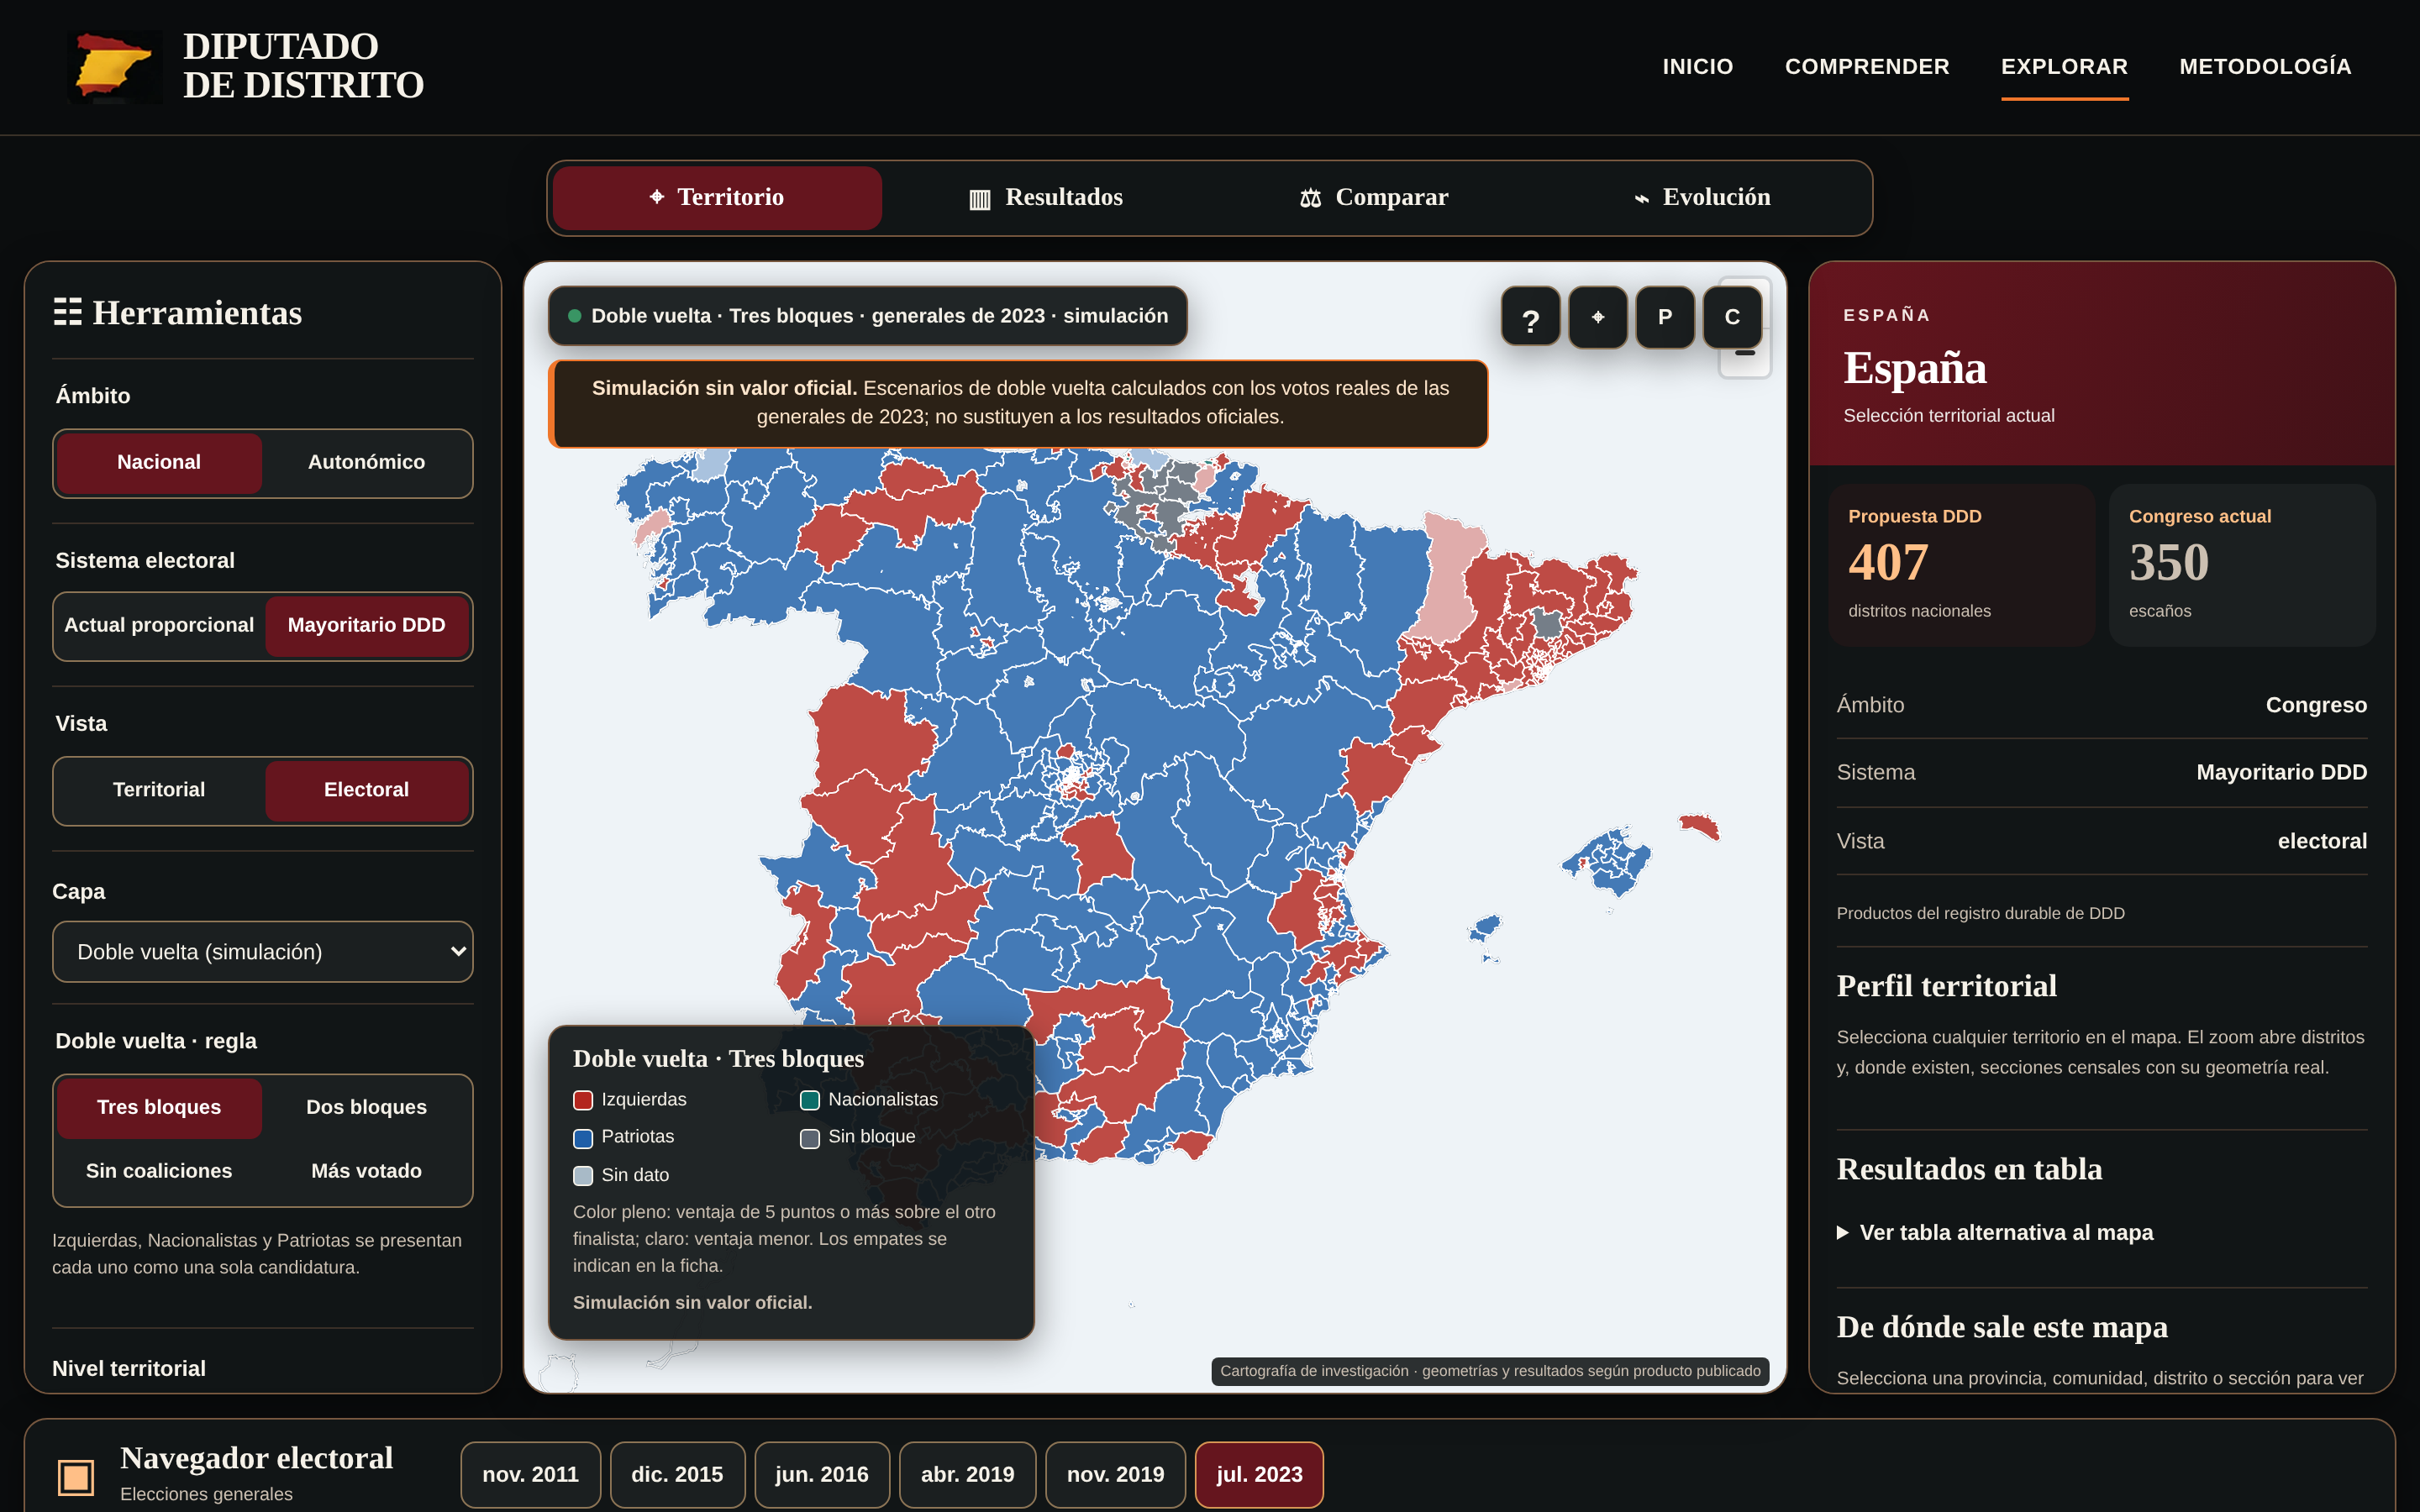 DIPUTADO
DE DISTRITO
INICIO
COMPRENDER
EXPLORAR
METODOLOGÍA
Territorio
Resultados
Comparar
Evolución
Herramientas
Ámbito
Nacional
Autonómico
Sistema electoral
Actual proporcional
Mayoritario DDD
Vista
Territorial
Electoral
Capa
Doble vuelta (simulación)
Doble vuelta · regla
Tres bloques
Dos bloques
Sin coaliciones
Más votado
Izquierdas, Nacionalistas y Patriotas se presentan
cada uno como una sola candidatura.
Nivel territorial
Doble vuelta · Tres bloques · generales de 2023 · simulación
?
P
C
Simulación sin valor oficial. Escenarios de doble vuelta calculados con los votos reales de las
generales de 2023; no sustituyen a los resultados oficiales.
Doble vuelta · Tres bloques
Izquierdas
Nacionalistas
Patriotas
Sin bloque
Sin dato
Color pleno: ventaja de 5 puntos o más sobre el otro
finalista; claro: ventaja menor. Los empates se
indican en la ficha.
Simulación sin valor oficial.
Cartografía de investigación · geometrías y resultados según producto publicado
ESPAÑA
España
Selección territorial actual
Propuesta DDD
407
distritos nacionales
Congreso actual
350
escaños
Ámbito
Congreso
Sistema
Mayoritario DDD
Vista
electoral
Productos del registro durable de DDD
Perfil territorial
Selecciona cualquier territorio en el mapa. El zoom abre distritos
y, donde existen, secciones censales con su geometría real.
Resultados en tabla
Ver tabla alternativa al mapa
De dónde sale este mapa
Selecciona una provincia, comunidad, distrito o sección para ver
Navegador electoral
Elecciones generales
nov. 2011
dic. 2015
jun. 2016
abr. 2019
nov. 2019
jul. 2023